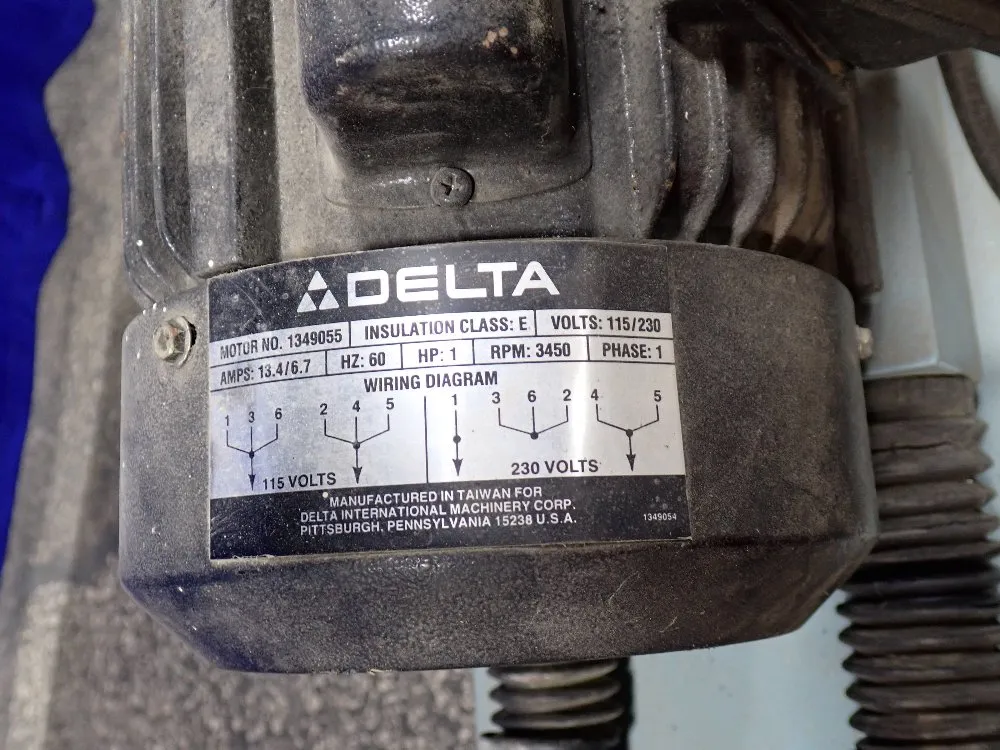 DELTA
MOTOR NO. 1349055 INSULATION CLASS: E VOLTS: 115/230
AMPS: 13.4/6.7 HZ: 60 HP: 1 RPM: 3450 PHASE: 1
WIRING DIAGRAM
1 3 6 2 4 5 1 3 6 2 4 5
115 VOLTS 230 VOLTS
MANUFACTURED IN TAIWAN FOR
DELTA INTERNATIONAL MACHINERY CORP.
PITTSBURGH, PENNSYLVANIA 15238 U.S.A.
1349054